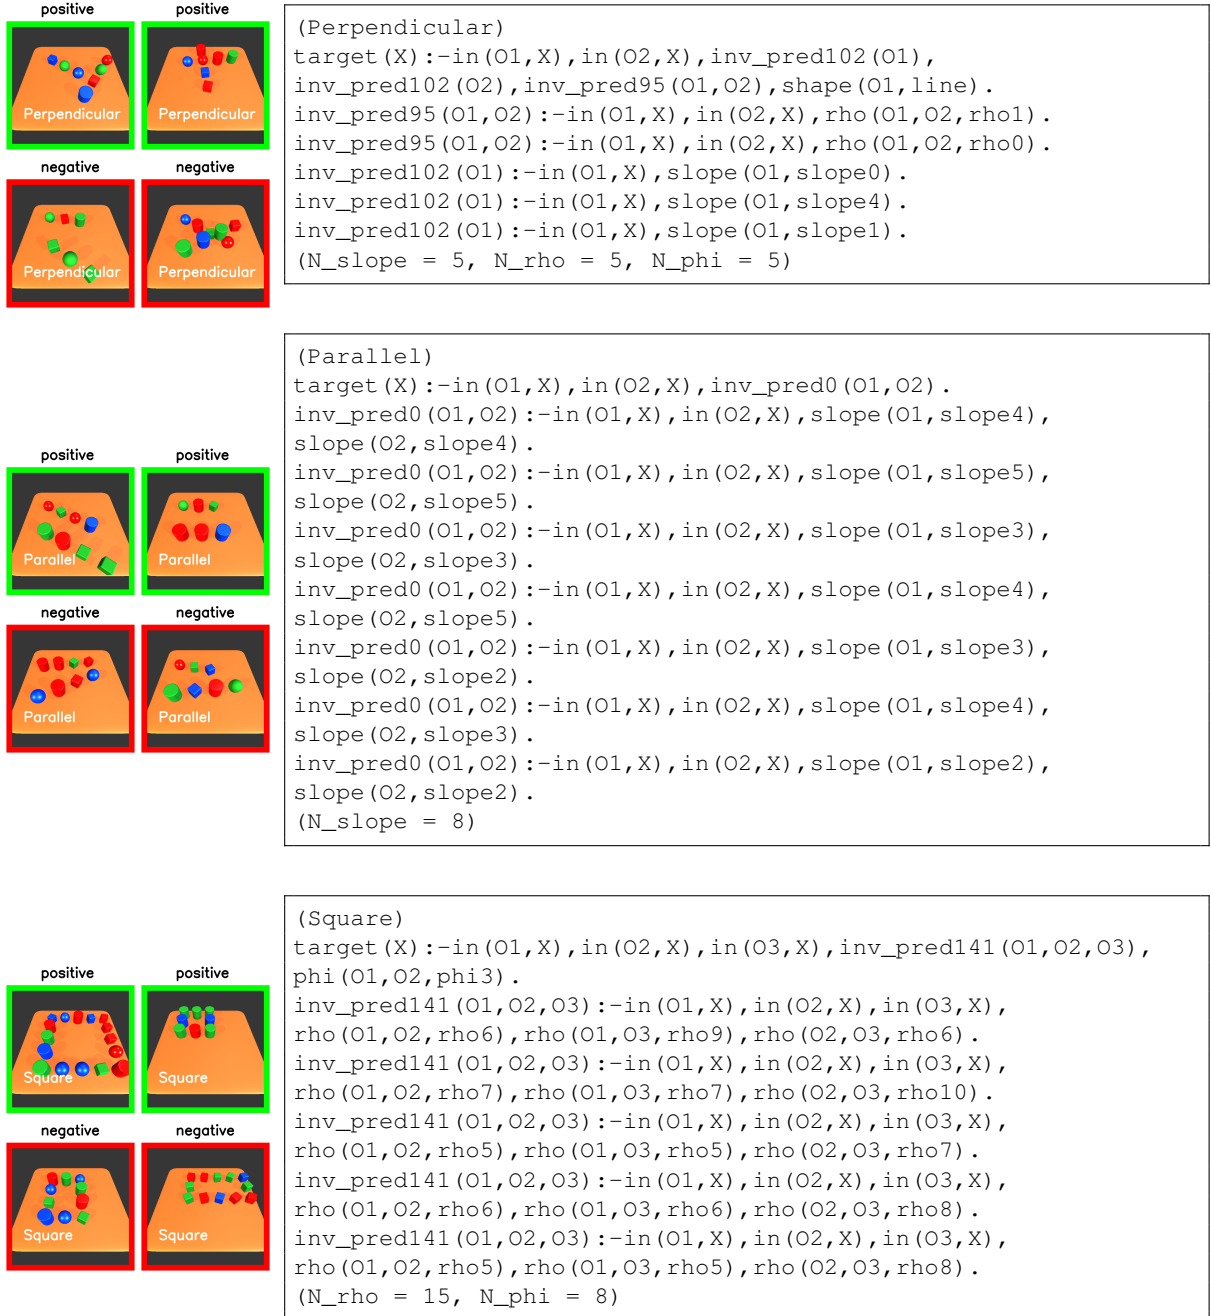 positive positive
Perpendicular Perpendicular
negative negative
Perpendicular Perpendicular
(Perpendicular)
target(X):-in(O1,X),in(O2,X),inv_pred102(O1),
inv_pred102(O2),inv_pred95(O1,O2),shape(O1,line).
inv_pred95(O1,O2):-in(O1,X),in(O2,X),rho(O1,O2,rho1).
inv_pred95(O1,O2):-in(O1,X),in(O2,X),rho(O1,O2,rho0).
inv_pred102(O1):-in(O1,X),slope(O1,slope0).
inv_pred102(O1):-in(O1,X),slope(O1,slope4).
inv_pred102(O1):-in(O1,X),slope(O1,slope1).
(N_slope = 5, N_rho = 5, N_phi = 5)
positive positive
Parallel Parallel
negative negative
Parallel Parallel
(Parallel)
target(X):-in(O1,X),in(O2,X),inv_pred0(O1,O2).
inv_pred0(O1,O2):-in(O1,X),in(O2,X),slope(O1,slope4),
slope(O2,slope4).
inv_pred0(O1,O2):-in(O1,X),in(O2,X),slope(O1,slope5),
slope(O2,slope5).
inv_pred0(O1,O2):-in(O1,X),in(O2,X),slope(O1,slope3),
slope(O2,slope3).
inv_pred0(O1,O2):-in(O1,X),in(O2,X),slope(O1,slope4),
slope(O2,slope5).
inv_pred0(O1,O2):-in(O1,X),in(O2,X),slope(O1,slope3),
slope(O2,slope2).
inv_pred0(O1,O2):-in(O1,X),in(O2,X),slope(O1,slope4),
slope(O2,slope3).
inv_pred0(O1,O2):-in(O1,X),in(O2,X),slope(O1,slope2),
slope(O2,slope2).
(N_slope = 8)
positive positive
Square Square
negative negative
Square Square
(Square)
target(X):-in(O1,X),in(O2,X),in(O3,X),inv_pred141(O1,O2,O3),
phi(O1,O2,phi3).
inv_pred141(O1,O2,O3):-in(O1,X),in(O2,X),in(O3,X),
rho(O1,O2,rho6),rho(O1,O3,rho9),rho(O2,O3,rho6).
inv_pred141(O1,O2,O3):-in(O1,X),in(O2,X),in(O3,X),
rho(O1,O2,rho7),rho(O1,O3,rho7),rho(O2,O3,rho10).
inv_pred141(O1,O2,O3):-in(O1,X),in(O2,X),in(O3,X),
rho(O1,O2,rho5),rho(O1,O3,rho5),rho(O2,O3,rho7).
inv_pred141(O1,O2,O3):-in(O1,X),in(O2,X),in(O3,X),
rho(O1,O2,rho6),rho(O1,O3,rho6),rho(O2,O3,rho8).
inv_pred141(O1,O2,O3):-in(O1,X),in(O2,X),in(O3,X),
rho(O1,O2,rho5),rho(O1,O3,rho5),rho(O2,O3,rho8).
(N_rho = 15, N_phi = 8)